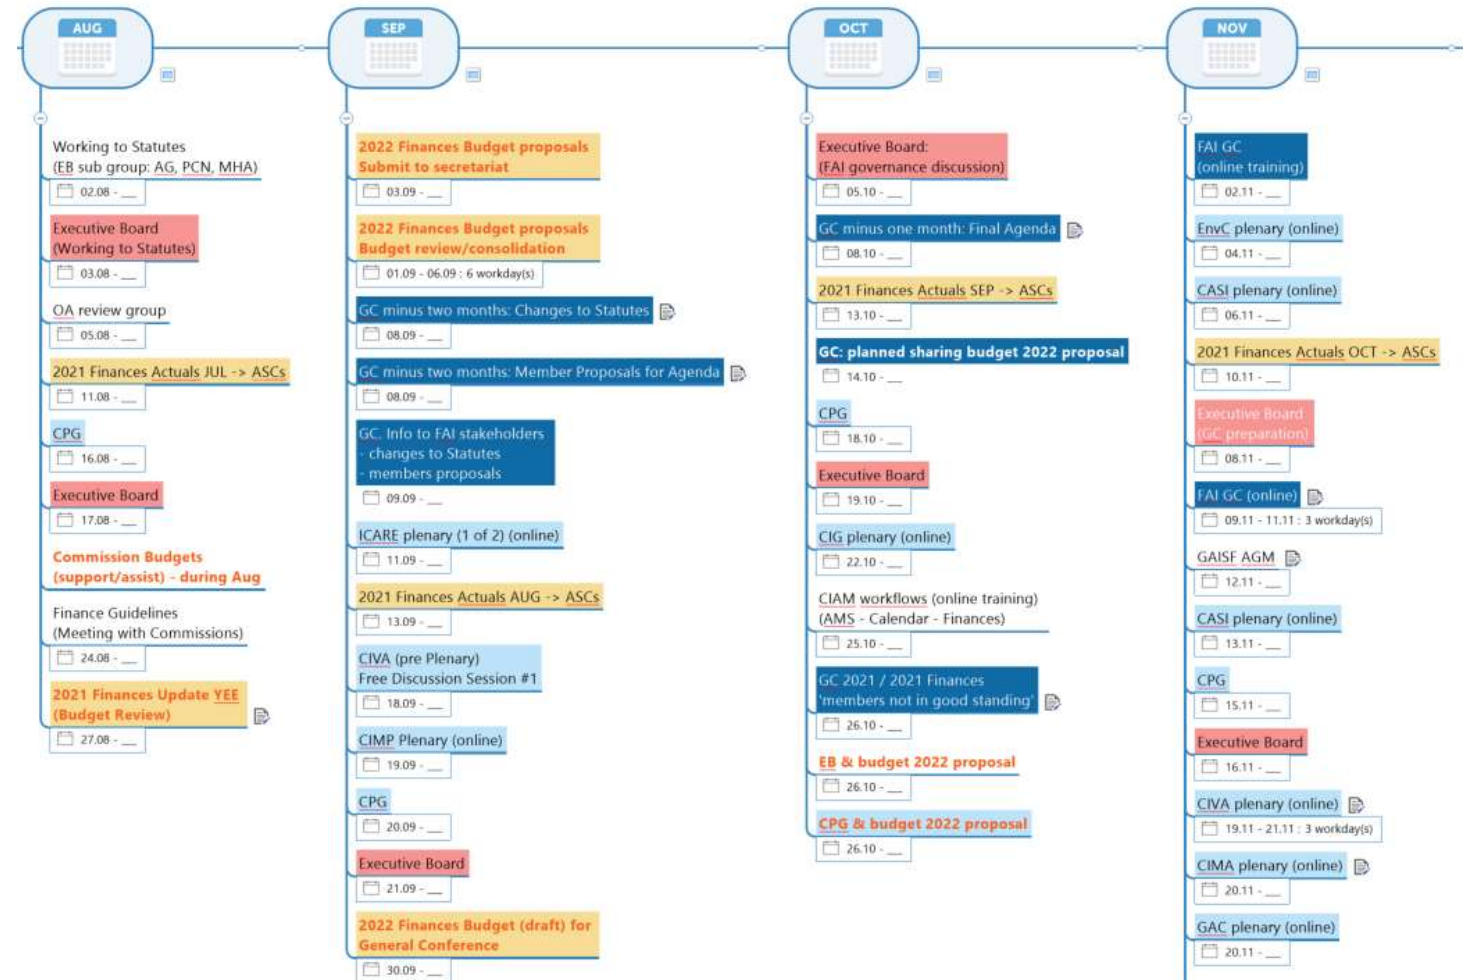 AUG
Working to Statutes
(EB sub group: AG, PCN, MHA)
02.08 - __
Executive Board
(Working to Statutes)
03.08 - __
OA review group
05.08 - __
2021 Finances Actuals JUL -> ASCs
11.08 - __
CPG
16.08 - __
Executive Board
17.08 - __
Commission Budgets
(support/assist) - during Aug
Finance Guidelines
(Meeting with Commissions)
24.08 - __
2021 Finances Update YEE
(Budget Review)
27.08 - __
SEP
2022 Finances Budget proposals
Submit to secretariat
03.09 - __
2022 Finances Budget proposals
Budget review/consolidation
01.09 - 06.09 : 6 workday(s)
GC minus two months: Changes to Statutes
08.09 - __
GC minus two months: Member Proposals for Agenda
08.09 - __
GC. Info to FAI stakeholders
- changes to Statutes
- members proposals
09.09 - __
ICARE plenary (1 of 2) (online)
11.09 - __
2021 Finances Actuals AUG -> ASCs
13.09 - __
CIVA (pre Plenary)
Free Discussion Session #1
18.09 - __
CIMP Plenary (online)
19.09 - __
CPG
20.09 - __
Executive Board
21.09 - __
2022 Finances Budget (draft) for
General Conference
30.09 - __
OCT
Executive Board:
(FAI governance discussion)
05.10 - __
GC minus one month: Final Agenda
08.10 - __
2021 Finances Actuals SEP -> ASCs
13.10 - __
GC: planned sharing budget 2022 proposal
14.10 - __
CPG
18.10 - __
Executive Board
19.10 - __
CIG plenary (online)
22.10 - __
CIAM workflows (online training)
(AMS - Calendar - Finances)
25.10 - __
GC 2021 / 2021 Finances
'members not in good standing'
26.10 - __
EB & budget 2022 proposal
26.10 - __
CPG & budget 2022 proposal
26.10 - __
NOV
FAI GC
(online training)
02.11 - __
EnvC plenary (online)
04.11 - __
CASI plenary (online)
06.11 - __
2021 Finances Actuals OCT -> ASCs
10.11 - __
Executive Board
(GC preparation)
08.11 - __
FAI GC (online)
09.11 - 11.11 : 3 workday(s)
GAISF AGM
12.11 - __
CASI plenary (online)
13.11 - __
CPG
15.11 - __
Executive Board
16.11 - __
CIVA plenary (online)
19.11 - 21.11 : 3 workday(s)
CIMA plenary (online)
20.11 - __
GAC plenary (online)
20.11 - __